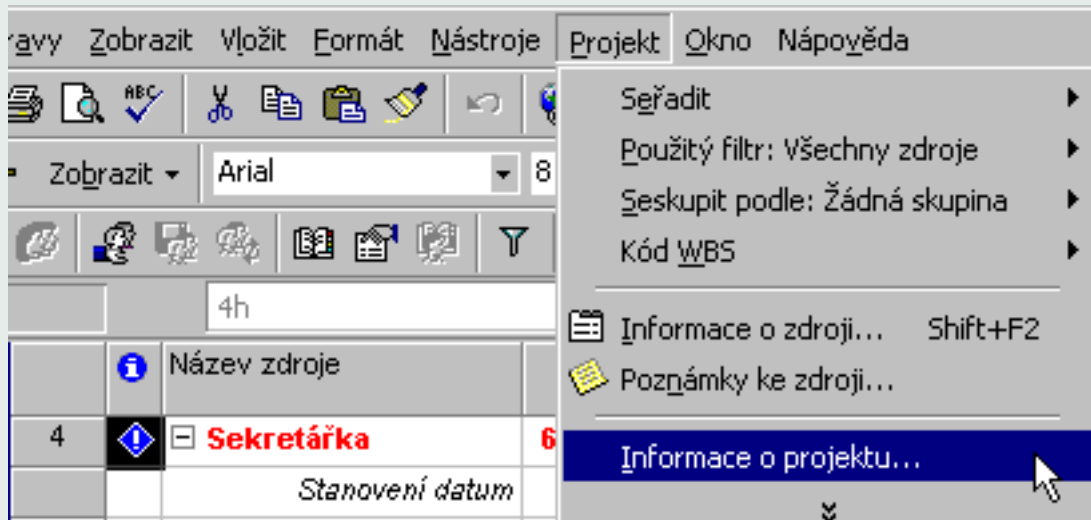 avy Zobrazit Vložit Formát Nástroje Projekt Okno Nápověda
ABC
Zobrazit Arial 8
4h
Název zdroje
4 Sekretářka 6
Stanovení datum
Seřadit
Použitý filtr: Všechny zdroje
Seskupit podle: Žádná skupina
Kód WBS
Informace o zdroji... Shift+F2
Poznámky ke zdroji...
Informace o projektu...